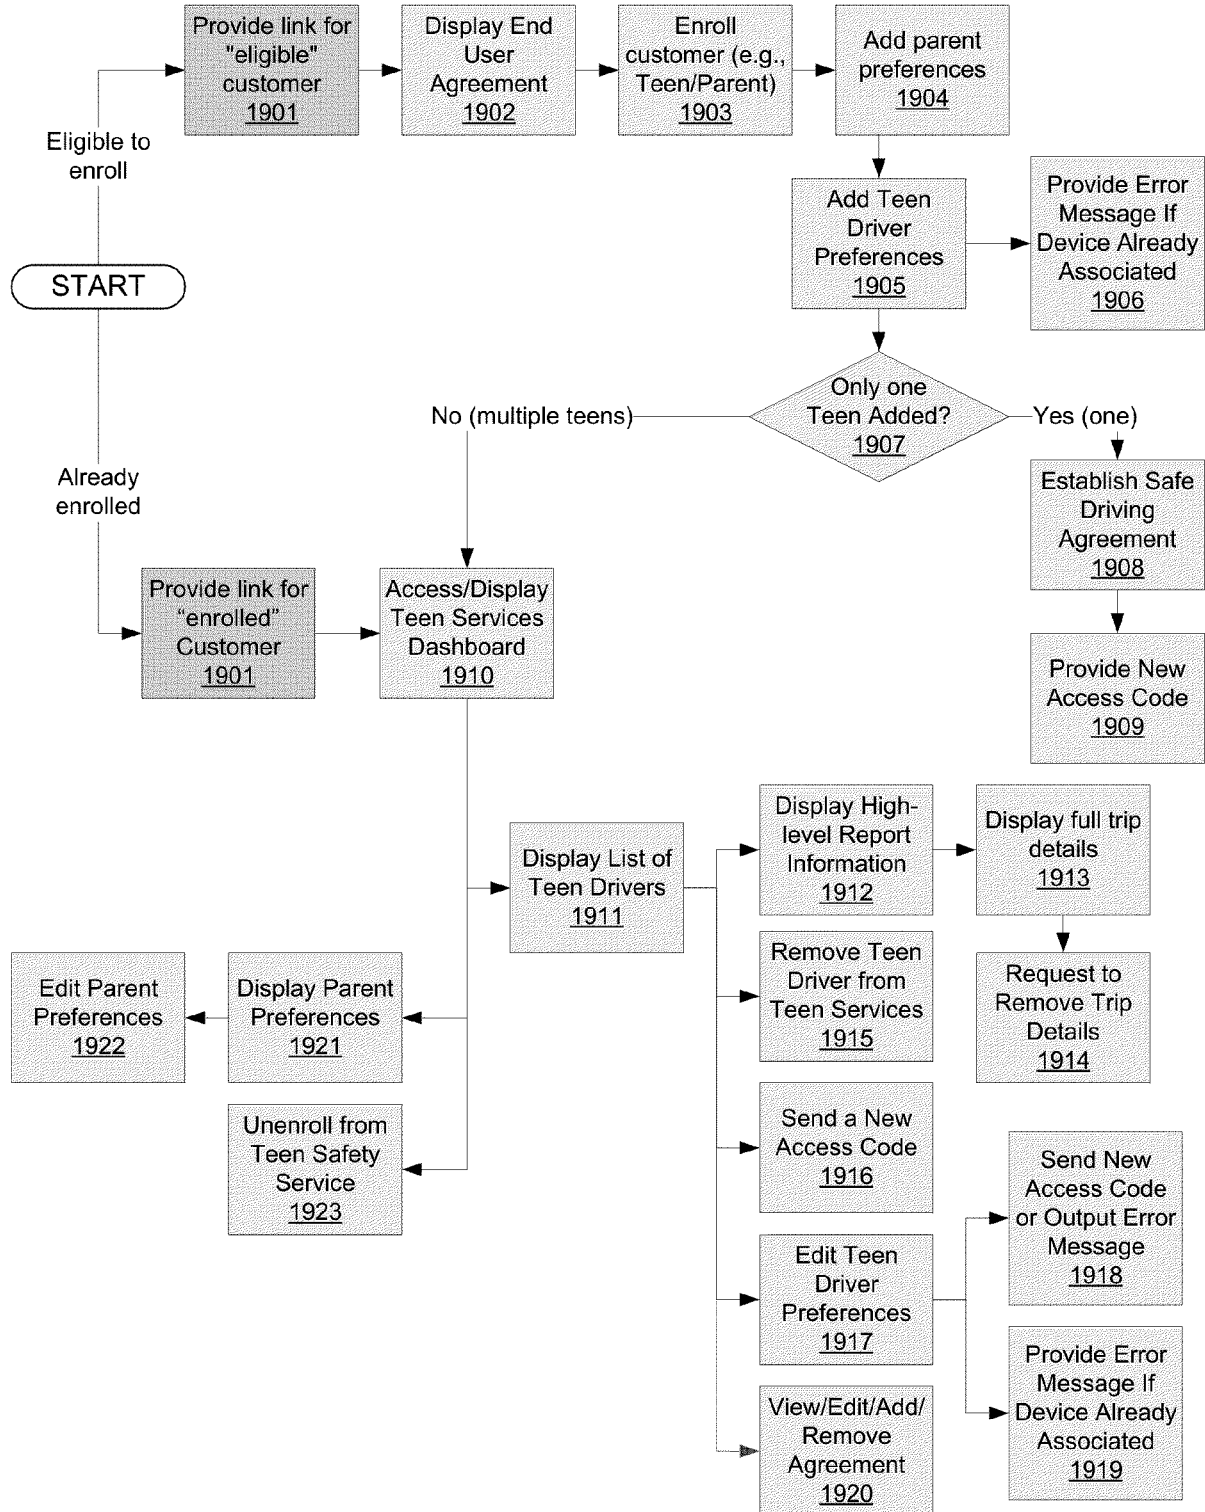 Provide link for
"eligible"
customer
1901
Display End
User
Agreement
1902
Enroll
customer (e.g.,
Teen/Parent)
1903
Add parent
preferences
1904
Eligible to
enroll
Add Teen
Driver
Preferences
1905
Provide Error
Message If
Device Already
Associated
1906
START
Only one
Teen Added?
1907
No (multiple teens)
Yes (one)
Already
enrolled
Establish Safe
Driving
Agreement
1908
Provide link for
“enrolled”
Customer
1901
Access/Display
Teen Services
Dashboard
1910
Provide New
Access Code
1909
Display List of
Teen Drivers
1911
Display High-
level Report
Information
1912
Display full trip
details
1913
Edit Parent
Preferences
1922
Display Parent
Preferences
1921
Remove Teen
Driver from
Teen Services
1915
Request to
Remove Trip
Details
1914
Unenroll from
Teen Safety
Service
1923
Send a New
Access Code
1916
Send New
Access Code
or Output Error
Message
1918
Edit Teen
Driver
Preferences
1917
Provide Error
Message If
Device Already
Associated
1919
View/Edit/Add/
Remove
Agreement
1920